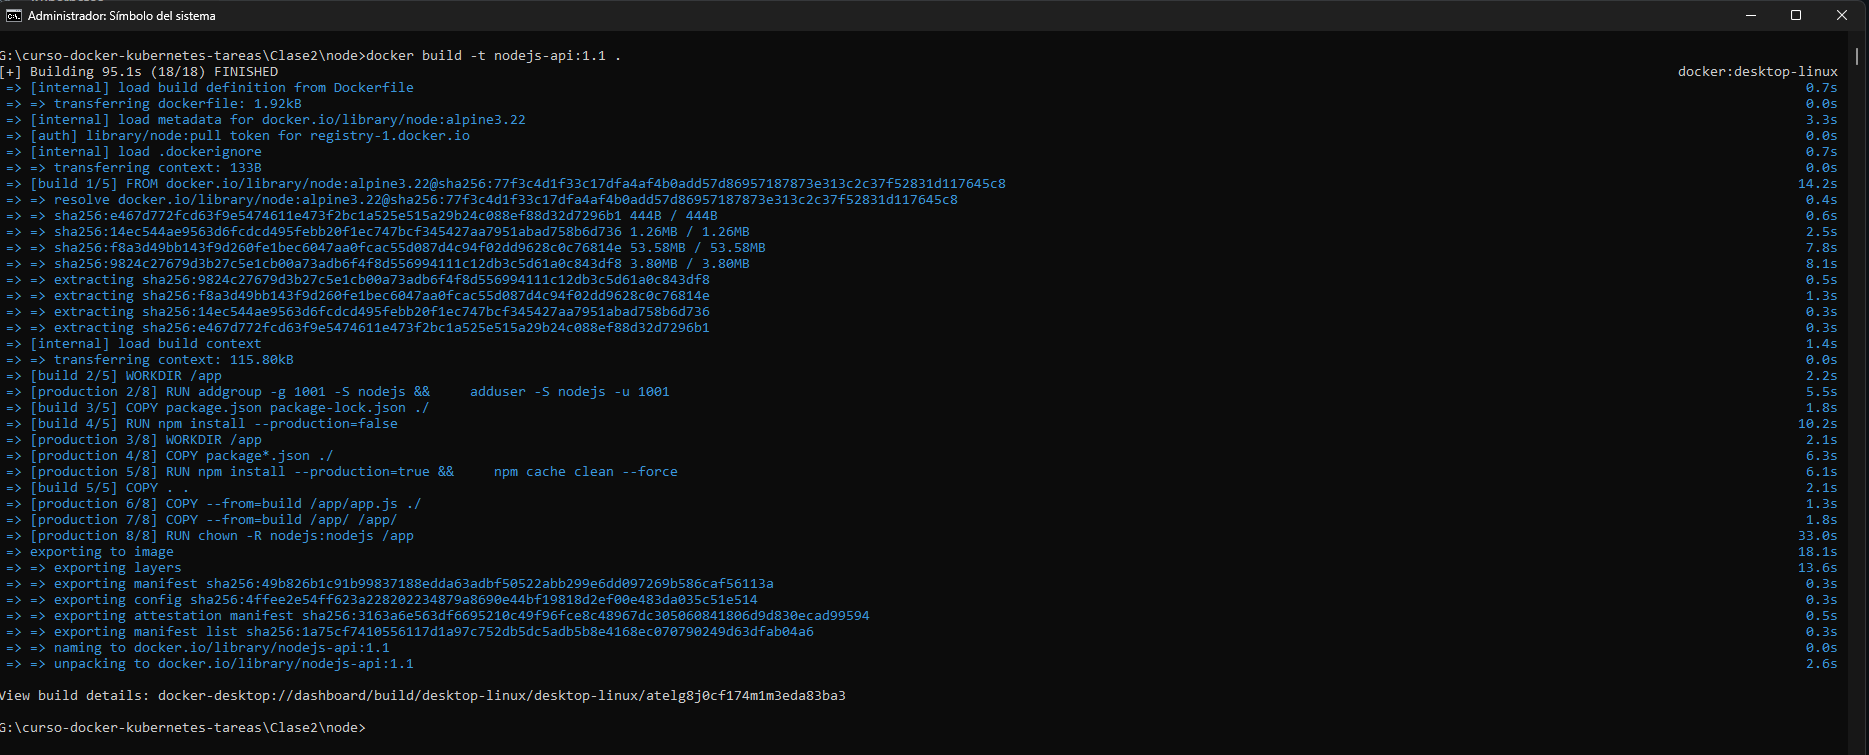 Administrador: Símbolo del sistema
G:\curso-docker-kubernetes-tareas\Clase2\node>docker build -t nodejs-api:1.1 .
[+] Building 95.1s (18/18) FINISHED docker:desktop-linux
=> [internal] load build definition from Dockerfile 0.7s
=> => transferring dockerfile: 1.92kB 0.0s
=> [internal] load metadata for docker.io/library/node:alpine3.22 3.3s
=> [auth] library/node:pull token for registry-1.docker.io 0.0s
=> [internal] load .dockerignore 0.7s
=> => transferring context: 133B 0.0s
=> [build 1/5] FROM docker.io/library/node:alpine3.22@sha256:77f3c4d1f33c17dfa4af4b0add57d86957187873e313c2c37f52831d117645c8 14.2s
=> => resolve docker.io/library/node:alpine3.22@sha256:77f3c4d1f33c17dfa4af4b0add57d86957187873e313c2c37f52831d117645c8 0.4s
=> => sha256:e467d772fcd63f9e5474611e473f2bc1a525e515a29b24c088ef88d32d7296b1 444B / 444B 0.6s
=> => sha256:14ec544ae9563d6fcdcd495febb20f1ec747bcf345427aa7951abad758b6d736 1.26MB / 1.26MB 2.5s
=> => sha256:f8a3d49bb143f9d260fe1bec6047aa0fcac55d087d4c94f02dd9628c0c76814e 53.58MB / 53.58MB 7.8s
=> => sha256:9824c27679d3b27c5e1cb00a73adb6f4f8d556994111c12db3c5d61a0c843df8 3.80MB / 3.80MB 8.1s
=> => extracting sha256:9824c27679d3b27c5e1cb00a73adb6f4f8d556994111c12db3c5d61a0c843df8 0.5s
=> => extracting sha256:f8a3d49bb143f9d260fe1bec6047aa0fcac55d087d4c94f02dd9628c0c76814e 1.3s
=> => extracting sha256:14ec544ae9563d6fcdcd495febb20f1ec747bcf345427aa7951abad758b6d736 0.3s
=> => extracting sha256:e467d772fcd63f9e5474611e473f2bc1a525e515a29b24c088ef88d32d7296b1 0.3s
=> [internal] load build context 1.4s
=> => transferring context: 115.80kB 0.0s
=> [build 2/5] WORKDIR /app 2.2s
=> [production 2/8] RUN addgroup -g 1001 -S nodejs &&     adduser -S nodejs -u 1001 5.5s
=> [build 3/5] COPY package.json package-lock.json ./ 1.8s
=> [build 4/5] RUN npm install --production=false 10.2s
=> [production 3/8] WORKDIR /app 2.1s
=> [production 4/8] COPY package*.json ./ 6.3s
=> [production 5/8] RUN npm install --production=true &&     npm cache clean --force 6.1s
=> [build 5/5] COPY . . 2.1s
=> [production 6/8] COPY --from=build /app/app.js ./ 1.3s
=> [production 7/8] COPY --from=build /app/ /app/ 1.8s
=> [production 8/8] RUN chown -R nodejs:nodejs /app 33.0s
=> exporting to image 18.1s
=> => exporting layers 13.6s
=> => exporting manifest sha256:49b826b1c91b99837188edda63adbf50522abb299e6dd097269b586caf56113a 0.3s
=> => exporting config sha256:4ffee2e54ff623a228202234879a8690e44bf19818d2ef00e483da035c51e514 0.3s
=> => exporting attestation manifest sha256:3163a6e563df6695210c49f96fce8c48967dc305060841806d9d830ecad99594 0.5s
=> => exporting manifest list sha256:1a75cf7410556117d1a97c752db5dc5adb5b8e4168ec070790249d63dfab04a6 0.3s
=> => naming to docker.io/library/nodejs-api:1.1 0.0s
=> => unpacking to docker.io/library/nodejs-api:1.1 2.6s
View build details: docker-desktop://dashboard/build/desktop-linux/desktop-linux/atelg8j0cf174m1m3eda83ba3
G:\curso-docker-kubernetes-tareas\Clase2\node>